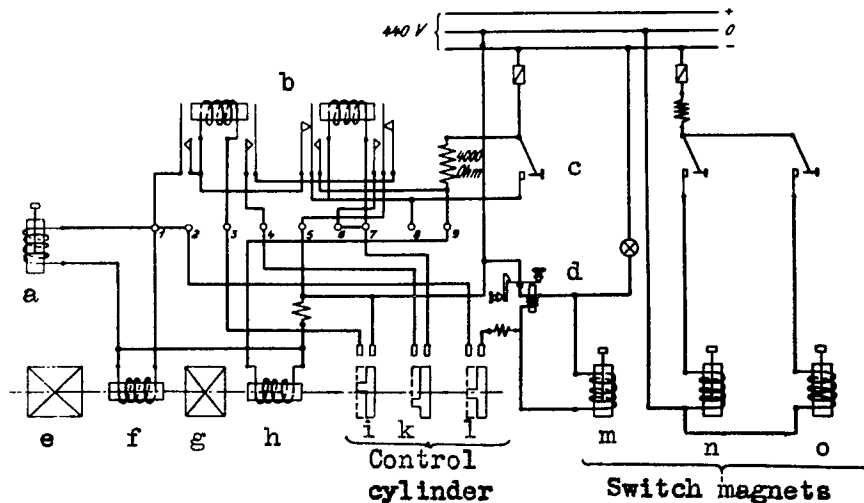 440 V { +
0
-
b
4000
Ohm
c
1 2 3 4 5 6 7 8 9
a
d
e f g h i k l m n o
Control
cylinder
Switch magnets